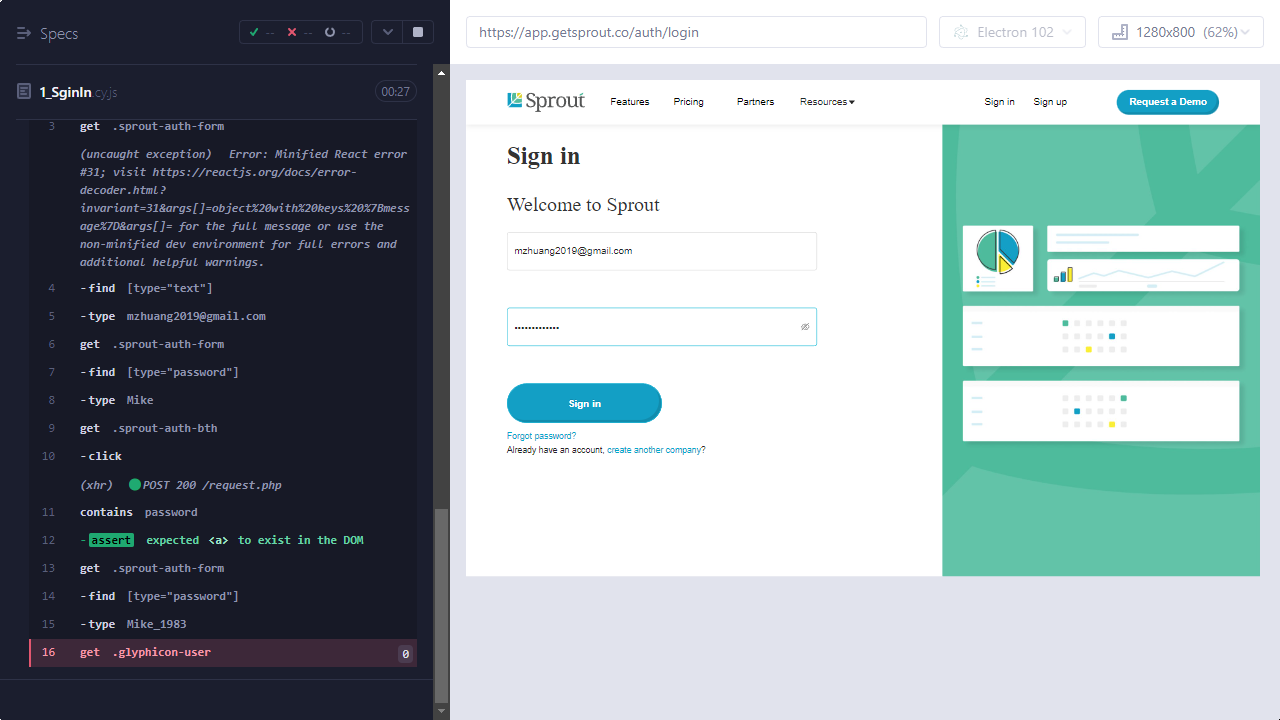 Specs
--
--
--
1_SginIn.cy.js
00:27
3 get .sprout-auth-form
(uncaught exception) Error: Minified React error
#31; visit https://reactjs.org/docs/error-
decoder.html?
invariant=31&args[]=object%20with%20keys%20%7Bmess
age%7D&args[]= for the full message or use the
non-minified dev environment for full errors and
additional helpful warnings.
4 -find [type="text"]
5 -type mzhuang2019@gmail.com
6 get .sprout-auth-form
7 -find [type="password"]
8 -type Mike
9 get .sprout-auth-bth
10 -click
(xhr) POST 200 /request.php
11 contains password
12 -assert expected <a> to exist in the DOM
13 get .sprout-auth-form
14 -find [type="password"]
15 -type Mike_1983
16 get .glyphicon-user 0
https://app.getsprout.co/auth/login
Electron 102
1280x800 (62%)
Sprout
Features
Pricing
Partners
Resources
Sign in
Sign up
Request a Demo
Sign in
Welcome to Sprout
mzhuang2019@gmail.com
•••••••••••••
Sign in
Forgot password?
Already have an account, create another company?